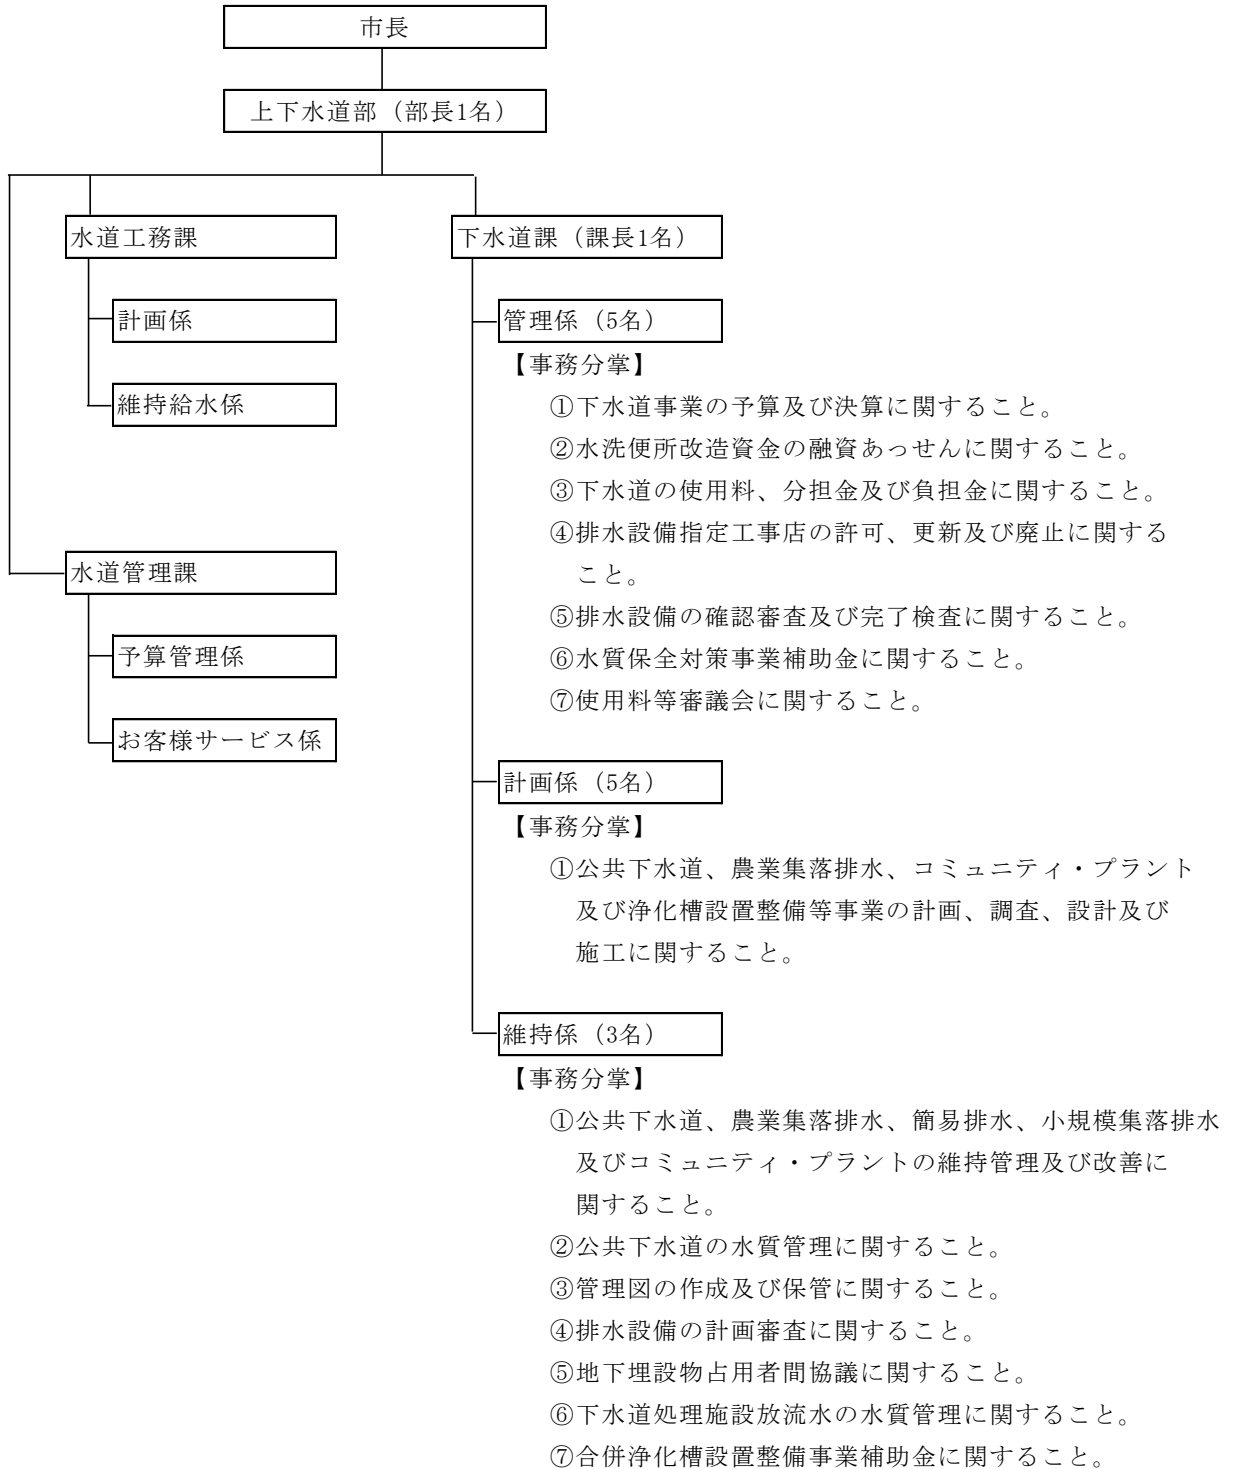 市長
上下水道部（部長1名）
水道工務課
計画係
維持給水係
水道管理課
予算管理係
お客様サービス係
下水道課（課長1名）
管理係（5名）
【事務分掌】
①下水道事業の予算及び決算に関すること。
②水洗便所改造資金の融資あっせんに関すること。
③下水道の使用料、分担金及び負担金に関すること。
④排水設備指定工事店の許可、更新及び廃止に関する
こと。
⑤排水設備の確認審査及び完了検査に関すること。
⑥水質保全対策事業補助金に関すること。
⑦使用料等審議会に関すること。
計画係（5名）
【事務分掌】
①公共下水道、農業集落排水、コミュニティ・プラント
及び浄化槽設置整備等事業の計画、調査、設計及び
施工に関すること。
維持係（3名）
【事務分掌】
①公共下水道、農業集落排水、簡易排水、小規模集落排水
及びコミュニティ・プラントの維持管理及び改善に
関すること。
②公共下水道の水質管理に関すること。
③管理図の作成及び保管に関すること。
④排水設備の計画審査に関すること。
⑤地下埋設物占用者間協議に関すること。
⑥下水道処理施設放流水の水質管理に関すること。
⑦合併浄化槽設置整備事業補助金に関すること。